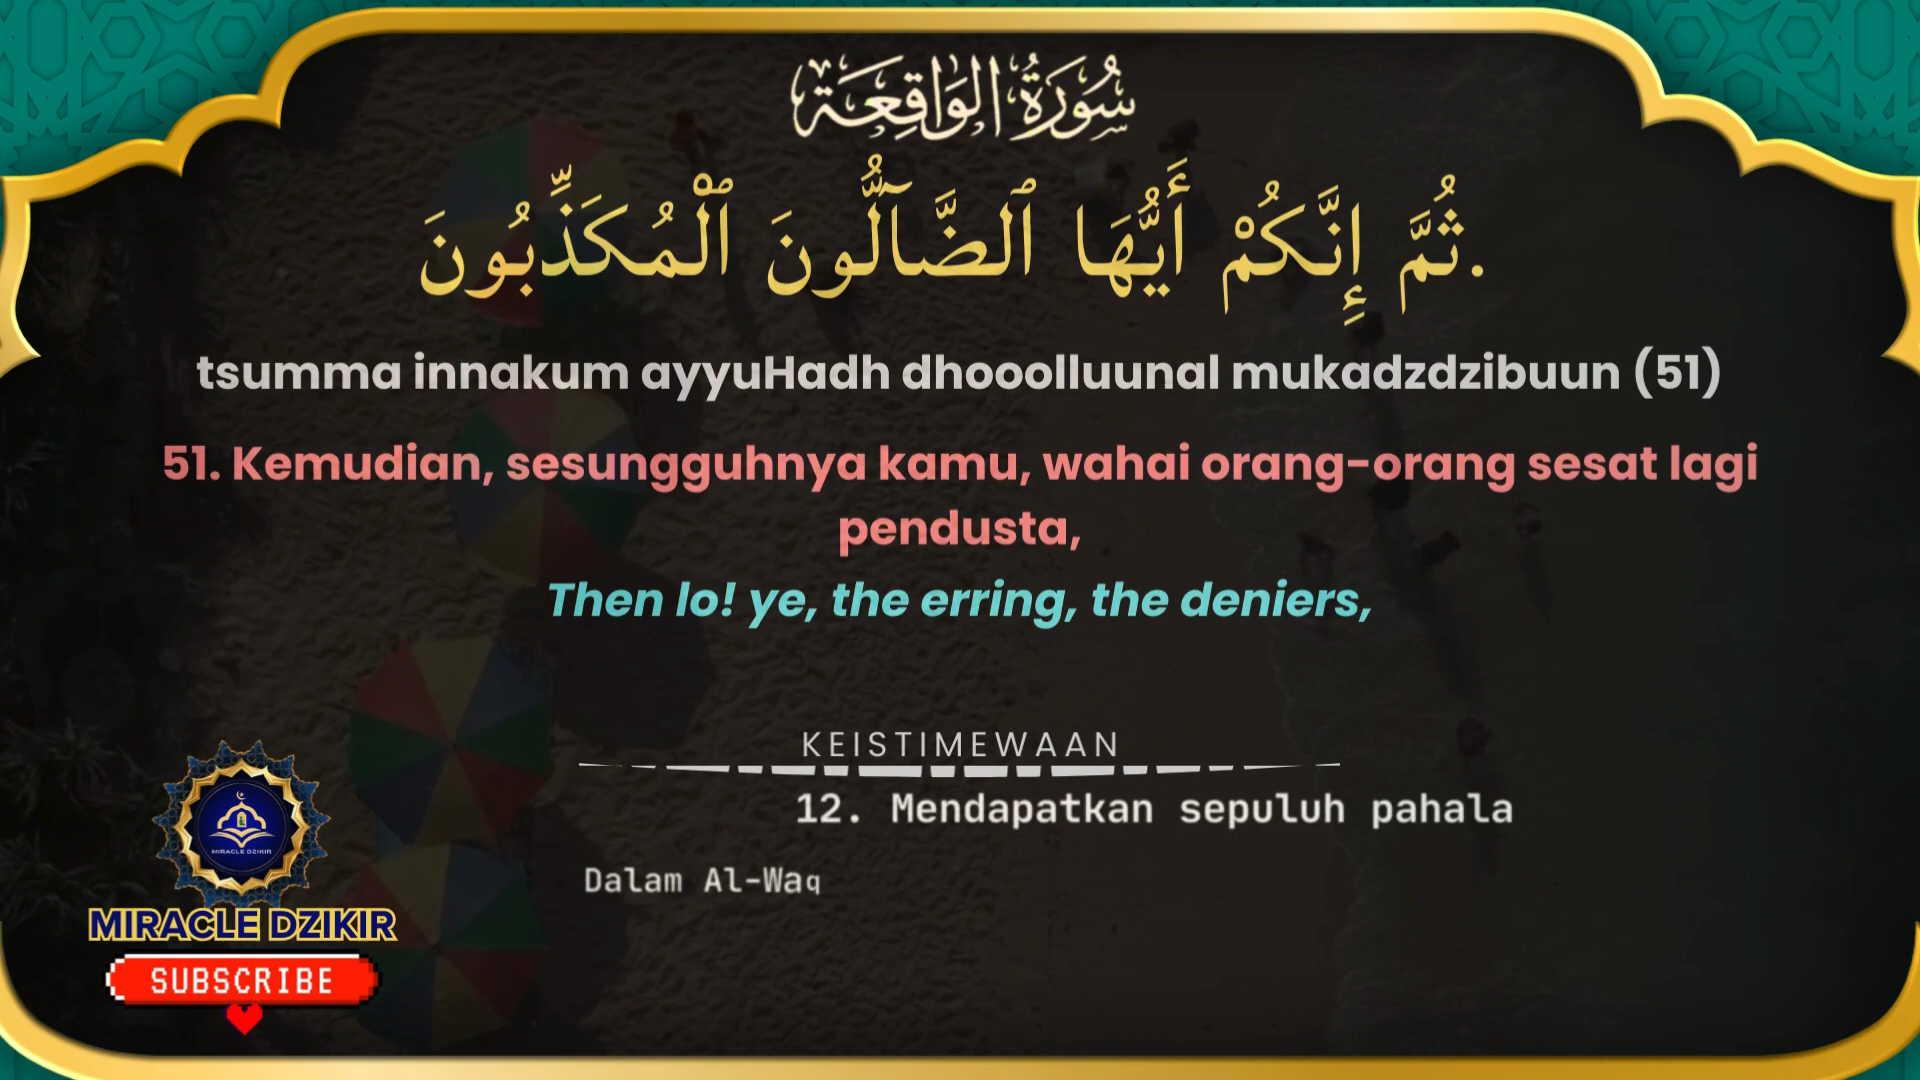 سُورَةُ الوَاقِعَة
ثُمَّ إِنَّكُمْ أَيُّهَا ٱلضَّآلُّونَ ٱلْمُكَذِّبُونَ.
tsumma innakum ayyuHadh dhooolluunal mukadzdzibuun (51)
51. Kemudian, sesungguhnya kamu, wahai orang-orang sesat lagi
pendusta,
Then lo! ye, the erring, the deniers,
KEISTIMEWAAN
12. Mendapatkan sepuluh pahala
Dalam Al-Waq
MIRACLE DZIKIR
MIRACLE DZIKIR
SUBSCRIBE